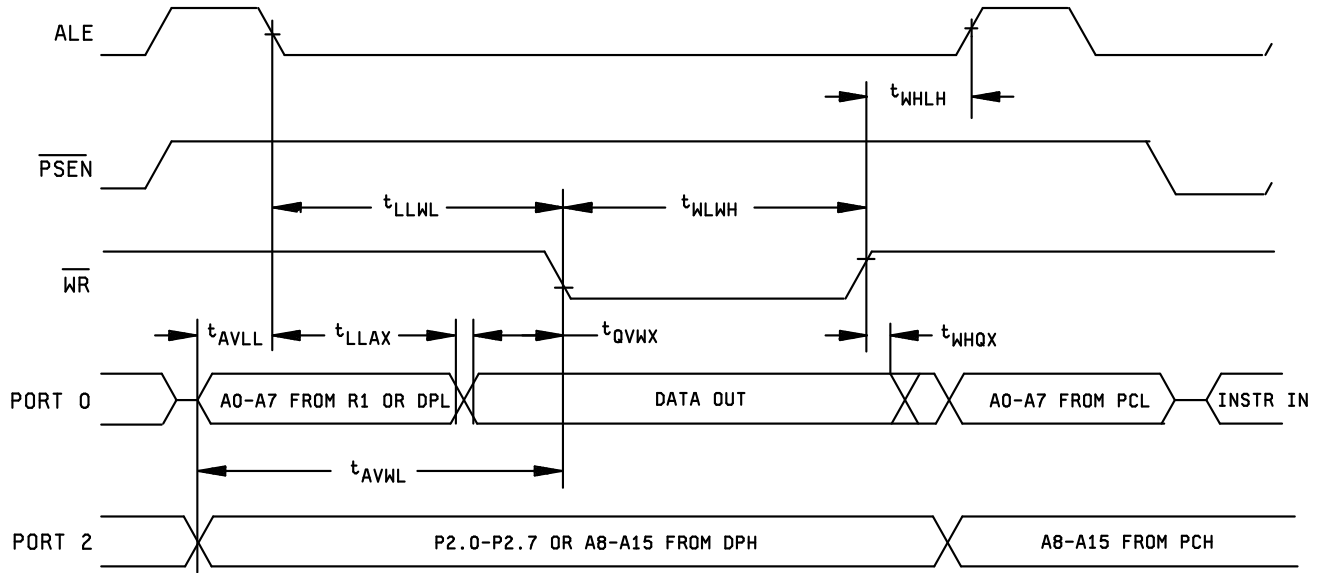 ALE
tWHLH
PSEN
tLLWL
tWLWH
WR
tAVLL
tLLAX
tQVWX
tWHQX
PORT 0
A0-A7 FROM R1 OR DPL
DATA OUT
A0-A7 FROM PCL
INSTR IN
tAVWL
PORT 2
P2.0-P2.7 OR A8-A15 FROM DPH
A8-A15 FROM PCH